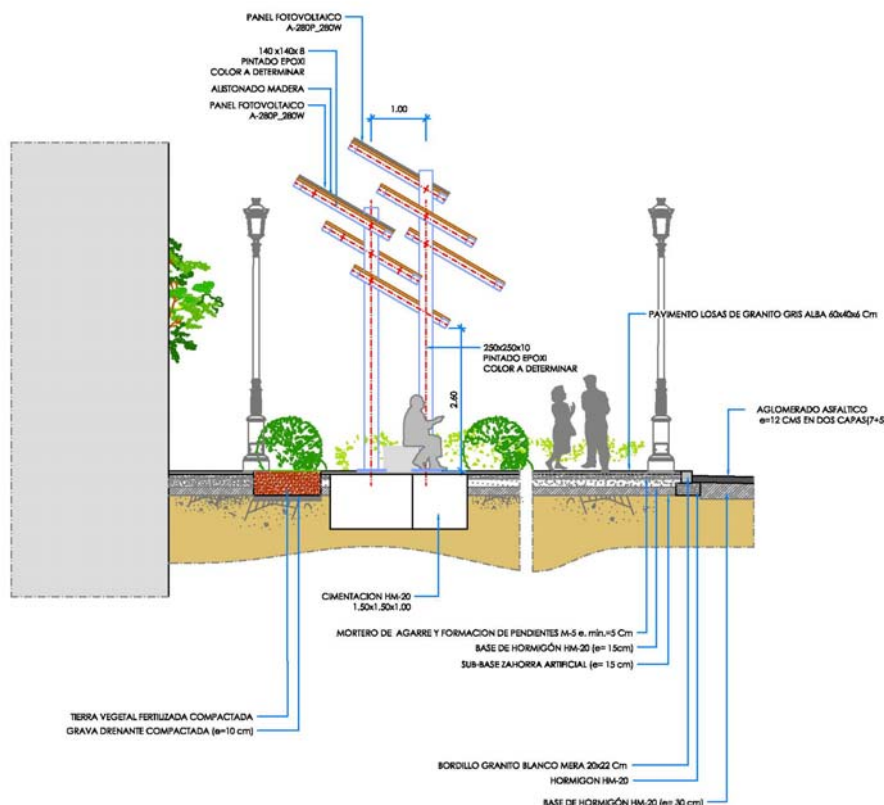 PANEL FOTOVOLTAICO
A-280P_280W
140 x140x 8
PINTADO EPOXI
COLOR A DETERMINAR
ALISTONADO MADERA
PANEL FOTOVOLTAICO
A-280P_280W
1.00
PAVIMENTO LOSAS DE GRANITO GRIS ALBA 60x40x6 Cm
250x250x10
PINTADO EPOXI
COLOR A DETERMINAR
2.60
AGLOMERADO ASFALTICO
e=12 CMS EN DOS CAPAS(7+5
CIMENTACION HM-20
1,50x1,50x1,00
MORTERO DE AGARRE Y FORMACION DE PENDIENTES M-5 e. mín.=5 Cm
BASE DE HORMIGÓN HM-20 (e= 15cm)
SUB-BASE ZAHORRA ARTIFICIAL (e= 15 cm)
TIERRA VEGETAL FERTILIZADA COMPACTADA
GRAVA DRENANTE COMPACTADA (e=10 cm)
BORDILLO GRANITO BLANCO MERA 20x22 Cm
HORMIGON HM-20
BASE DE HORMIGÓN HM-20 (e= 30 cm)